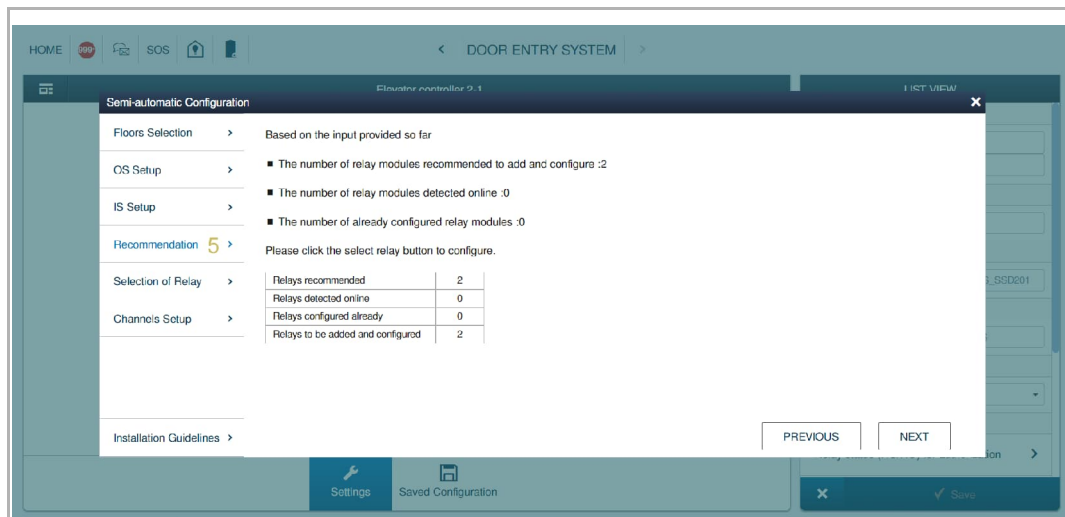 HOME 999+ SOS < DOOR ENTRY SYSTEM >
Elevator controller 2-1
LIST VIEW
Semi-automatic Configuration
Floors Selection >
OS Setup >
IS Setup >
Recommendation 5 >
Selection of Relay >
Channels Setup >
Installation Guidelines >
Based on the input provided so far
■ The number of relay modules recommended to add and configure :2
■ The number of relay modules detected online :0
■ The number of already configured relay modules :0
Please click the select relay button to configure.
Relays recommended 2
Relays detected online 0
Relays configured already 0
Relays to be added and configured 2
PREVIOUS NEXT
_SSD201
Settings
Saved Configuration
Save